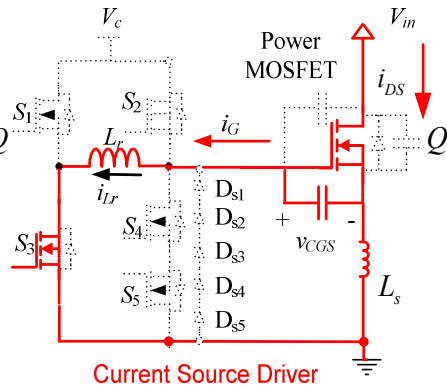 V_c
V_in
Power
MOSFET
i_DS
S_1
S_2
Q
L_r
i_G
Q
i_Lr
D_s1
+
-
S_3
S_4
D_s2
v_CGS
D_s3
L_s
S_5
D_s4
D_s5
Current Source Driver